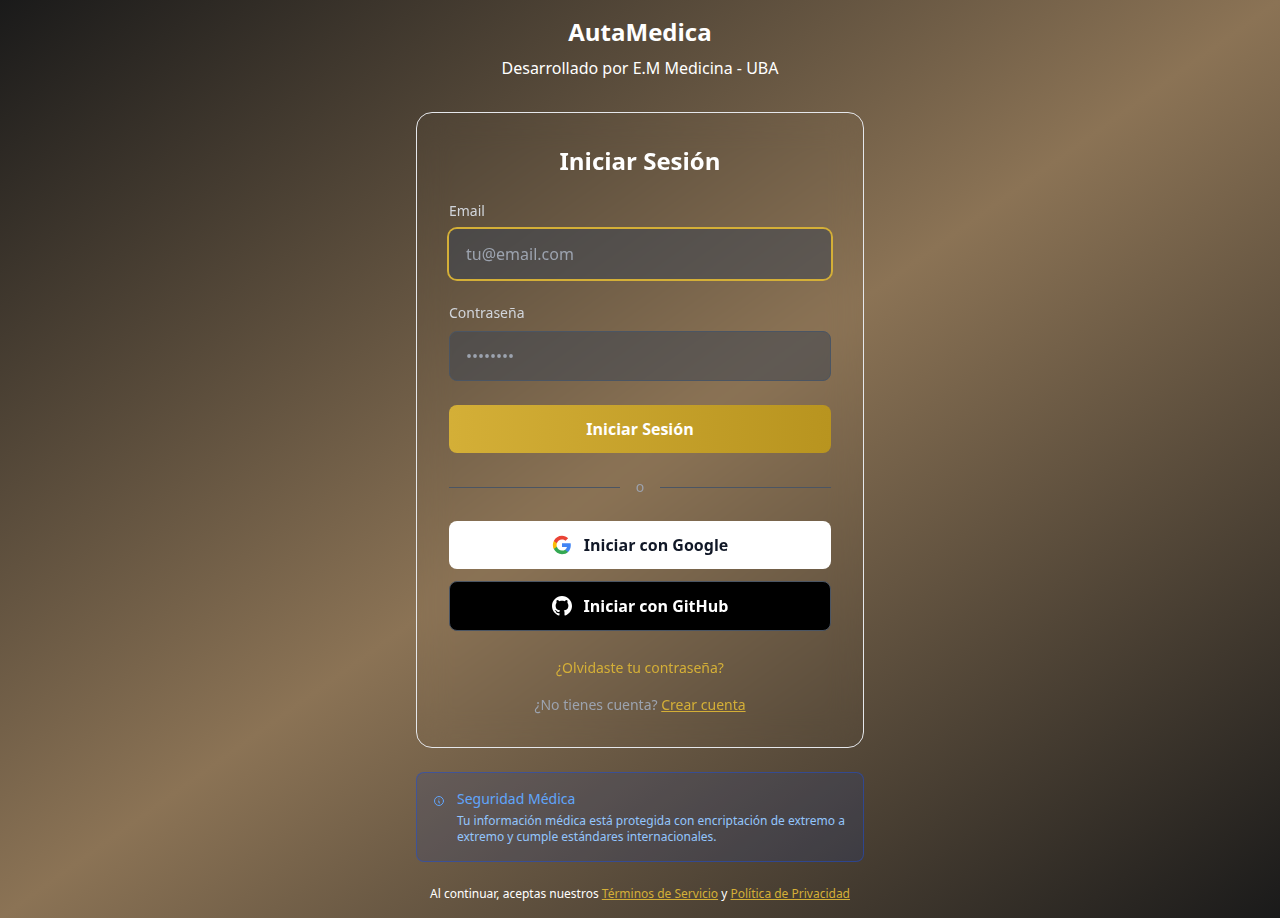 AutaMedica
Desarrollado por E.M Medicina - UBA
Iniciar Sesión
Email
tu@email.com
Contraseña
••••••••
Iniciar Sesión
o
Iniciar con Google
Iniciar con GitHub
¿Olvidaste tu contraseña?
¿No tienes cuenta? Crear cuenta
Seguridad Médica
Tu información médica está protegida con encriptación de extremo a
extremo y cumple estándares internacionales.
Al continuar, aceptas nuestros Términos de Servicio y Política de Privacidad